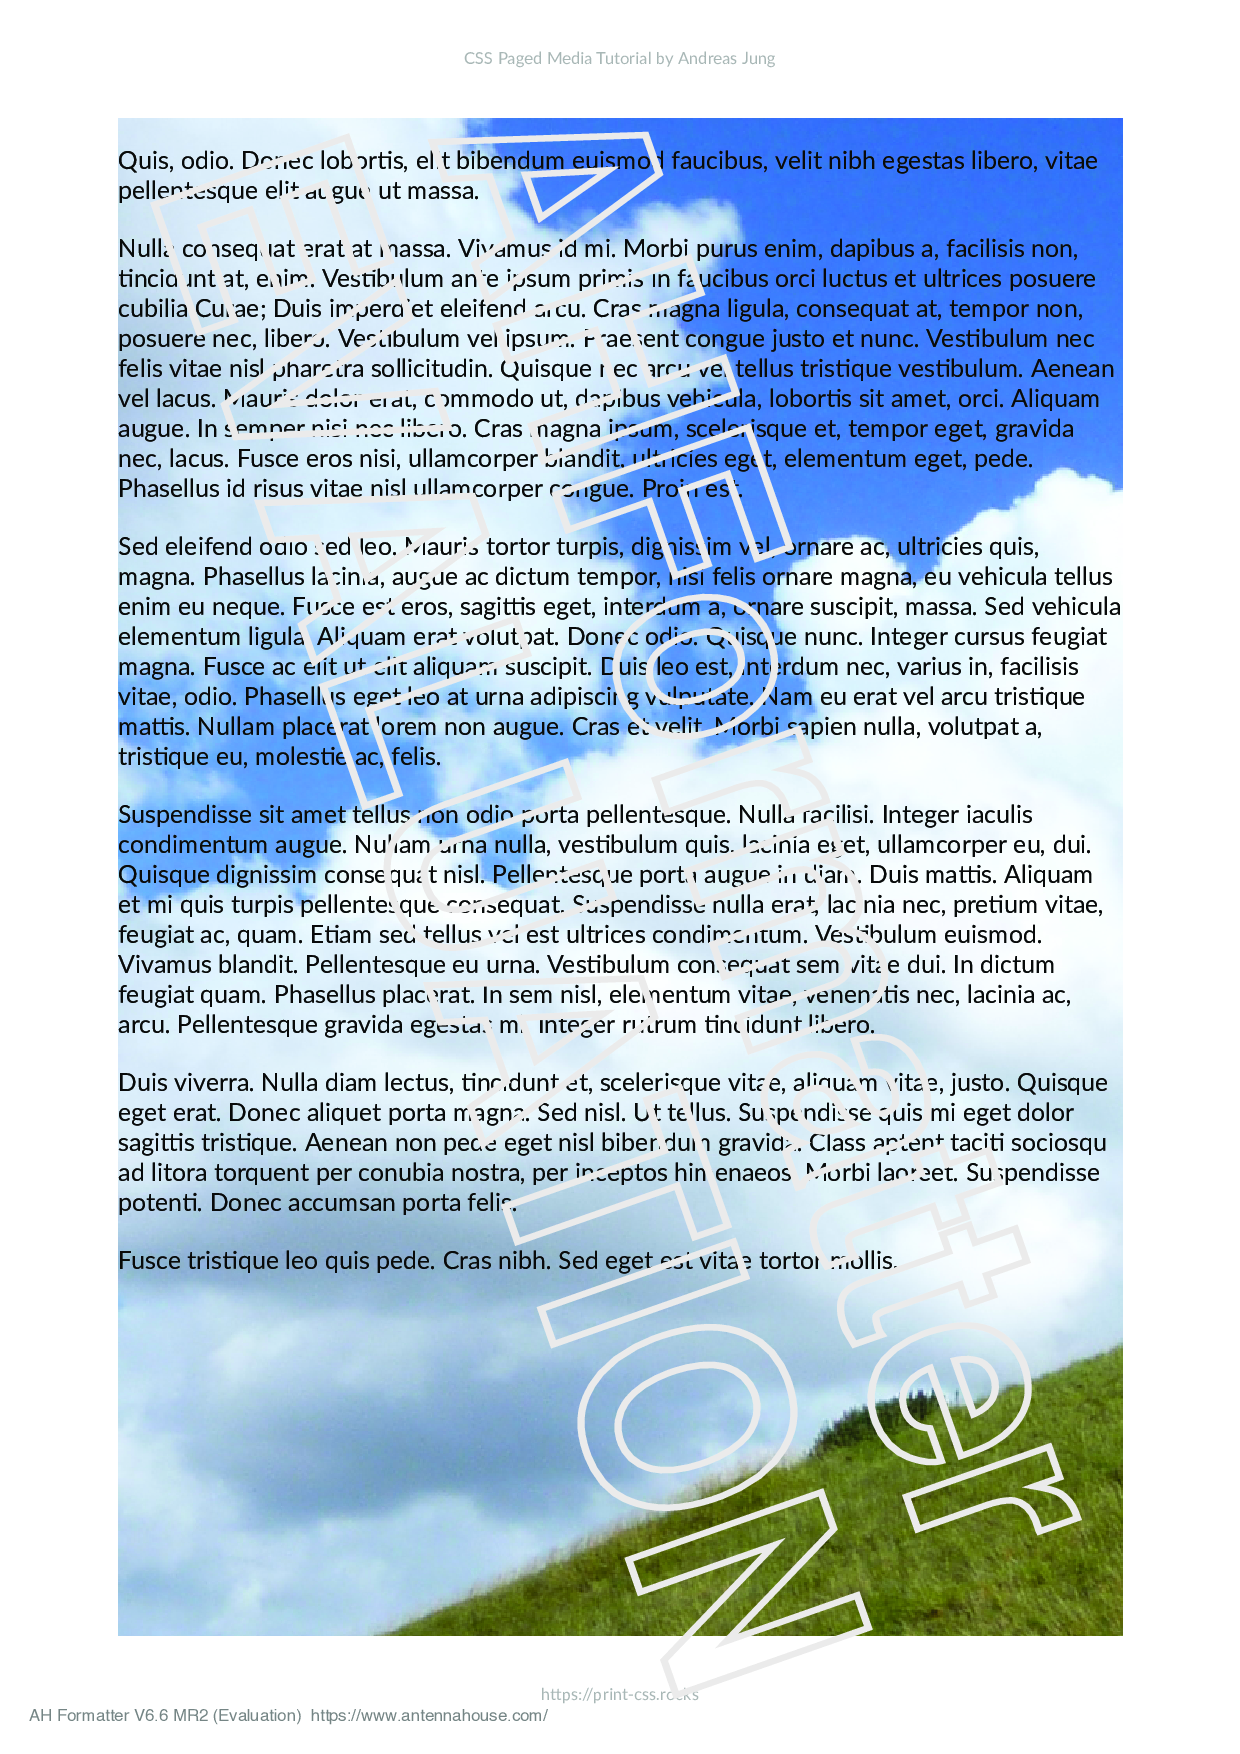 CSS Paged Media Tutorial by Andreas Jung
Quis, odio. Donec lobortis, elit bibendum euismod faucibus, velit nibh egestas libero, vitae
pellentesque elit augue ut massa.
Nulla consequat erat at massa. Vivamus id mi. Morbi purus enim, dapibus a, facilisis non,
tincidunt at, enim. Vestibulum ante ipsum primis in faucibus orci luctus et ultrices posuere
cubilia Curae; Duis imperdiet eleifend arcu. Cras magna ligula, consequat at, tempor non,
posuere nec, libero. Vestibulum vel ipsum. Praesent congue justo et nunc. Vestibulum nec
felis vitae nisl pharetra sollicitudin. Quisque nec arcu vel tellus tristique vestibulum. Aenean
vel lacus. Mauris dolor erat, commodo ut, dapibus vehicula, lobortis sit amet, orci. Aliquam
augue. In semper nisi nec libero. Cras magna ipsum, scelerisque et, tempor eget, gravida
nec, lacus. Fusce eros nisi, ullamcorper blandit, ultricies eget, elementum eget, pede.
Phasellus id risus vitae nisl ullamcorper congue. Proin est.
Sed eleifend odio sed leo. Mauris tortor turpis, dignissim vel, ornare ac, ultricies quis,
magna. Phasellus lacinia, augue ac dictum tempor, nisi felis ornare magna, eu vehicula tellus
enim eu neque. Fusce est eros, sagittis eget, interdum a, ornare suscipit, massa. Sed vehicula
elementum ligula. Aliquam erat volutpat. Donec odio. Quisque nunc. Integer cursus feugiat
magna. Fusce ac elit ut elit aliquam suscipit. Duis leo est, interdum nec, varius in, facilisis
vitae, odio. Phasellus eget leo at urna adipiscing vulputate. Nam eu erat vel arcu tristique
mattis. Nullam placerat lorem non augue. Cras et velit. Morbi sapien nulla, volutpat a,
tristique eu, molestie ac, felis.
Suspendisse sit amet tellus non odio porta pellentesque. Nulla facilisi. Integer iaculis
condimentum augue. Nullam urna nulla, vestibulum quis, lacinia eget, ullamcorper eu, dui.
Quisque dignissim consequat nisl. Pellentesque porta augue in diam. Duis mattis. Aliquam
et mi quis turpis pellentesque consequat. Suspendisse nulla erat, lacinia nec, pretium vitae,
feugiat ac, quam. Etiam sed tellus vel est ultrices condimentum. Vestibulum euismod.
Vivamus blandit. Pellentesque eu urna. Vestibulum consequat sem vitae dui. In dictum
feugiat quam. Phasellus placerat. In sem nisl, elementum vitae, venenatis nec, lacinia ac,
arcu. Pellentesque gravida egestas mi. Integer rutrum tincidunt libero.
Duis viverra. Nulla diam lectus, tincidunt et, scelerisque vitae, aliquam vitae, justo. Quisque
eget erat. Donec aliquet porta magna. Sed nisl. Ut tellus. Suspendisse quis mi eget dolor
sagittis tristique. Aenean non pede eget nisl bibendum gravida. Class aptent taciti sociosqu
ad litora torquent per conubia nostra, per inceptos himenaeos. Morbi laoreet. Suspendisse
potenti. Donec accumsan porta felis.
Fusce tristique leo quis pede. Cras nibh. Sed eget est vitae tortor mollis.
AH Formatter
EVALUATION
https://print-css.rocks
AH Formatter V6.6 MR2 (Evaluation) https://www.antennahouse.com/